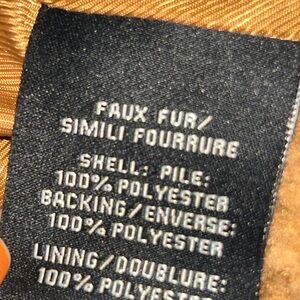 FAUX FUR/
SIMILI FOURRURE
SHELL: PILE:
100% POLYESTER
BACKING/ENVERSE:
100% POLYESTER
LINING/DOUBLURE:
100% POLYESTER